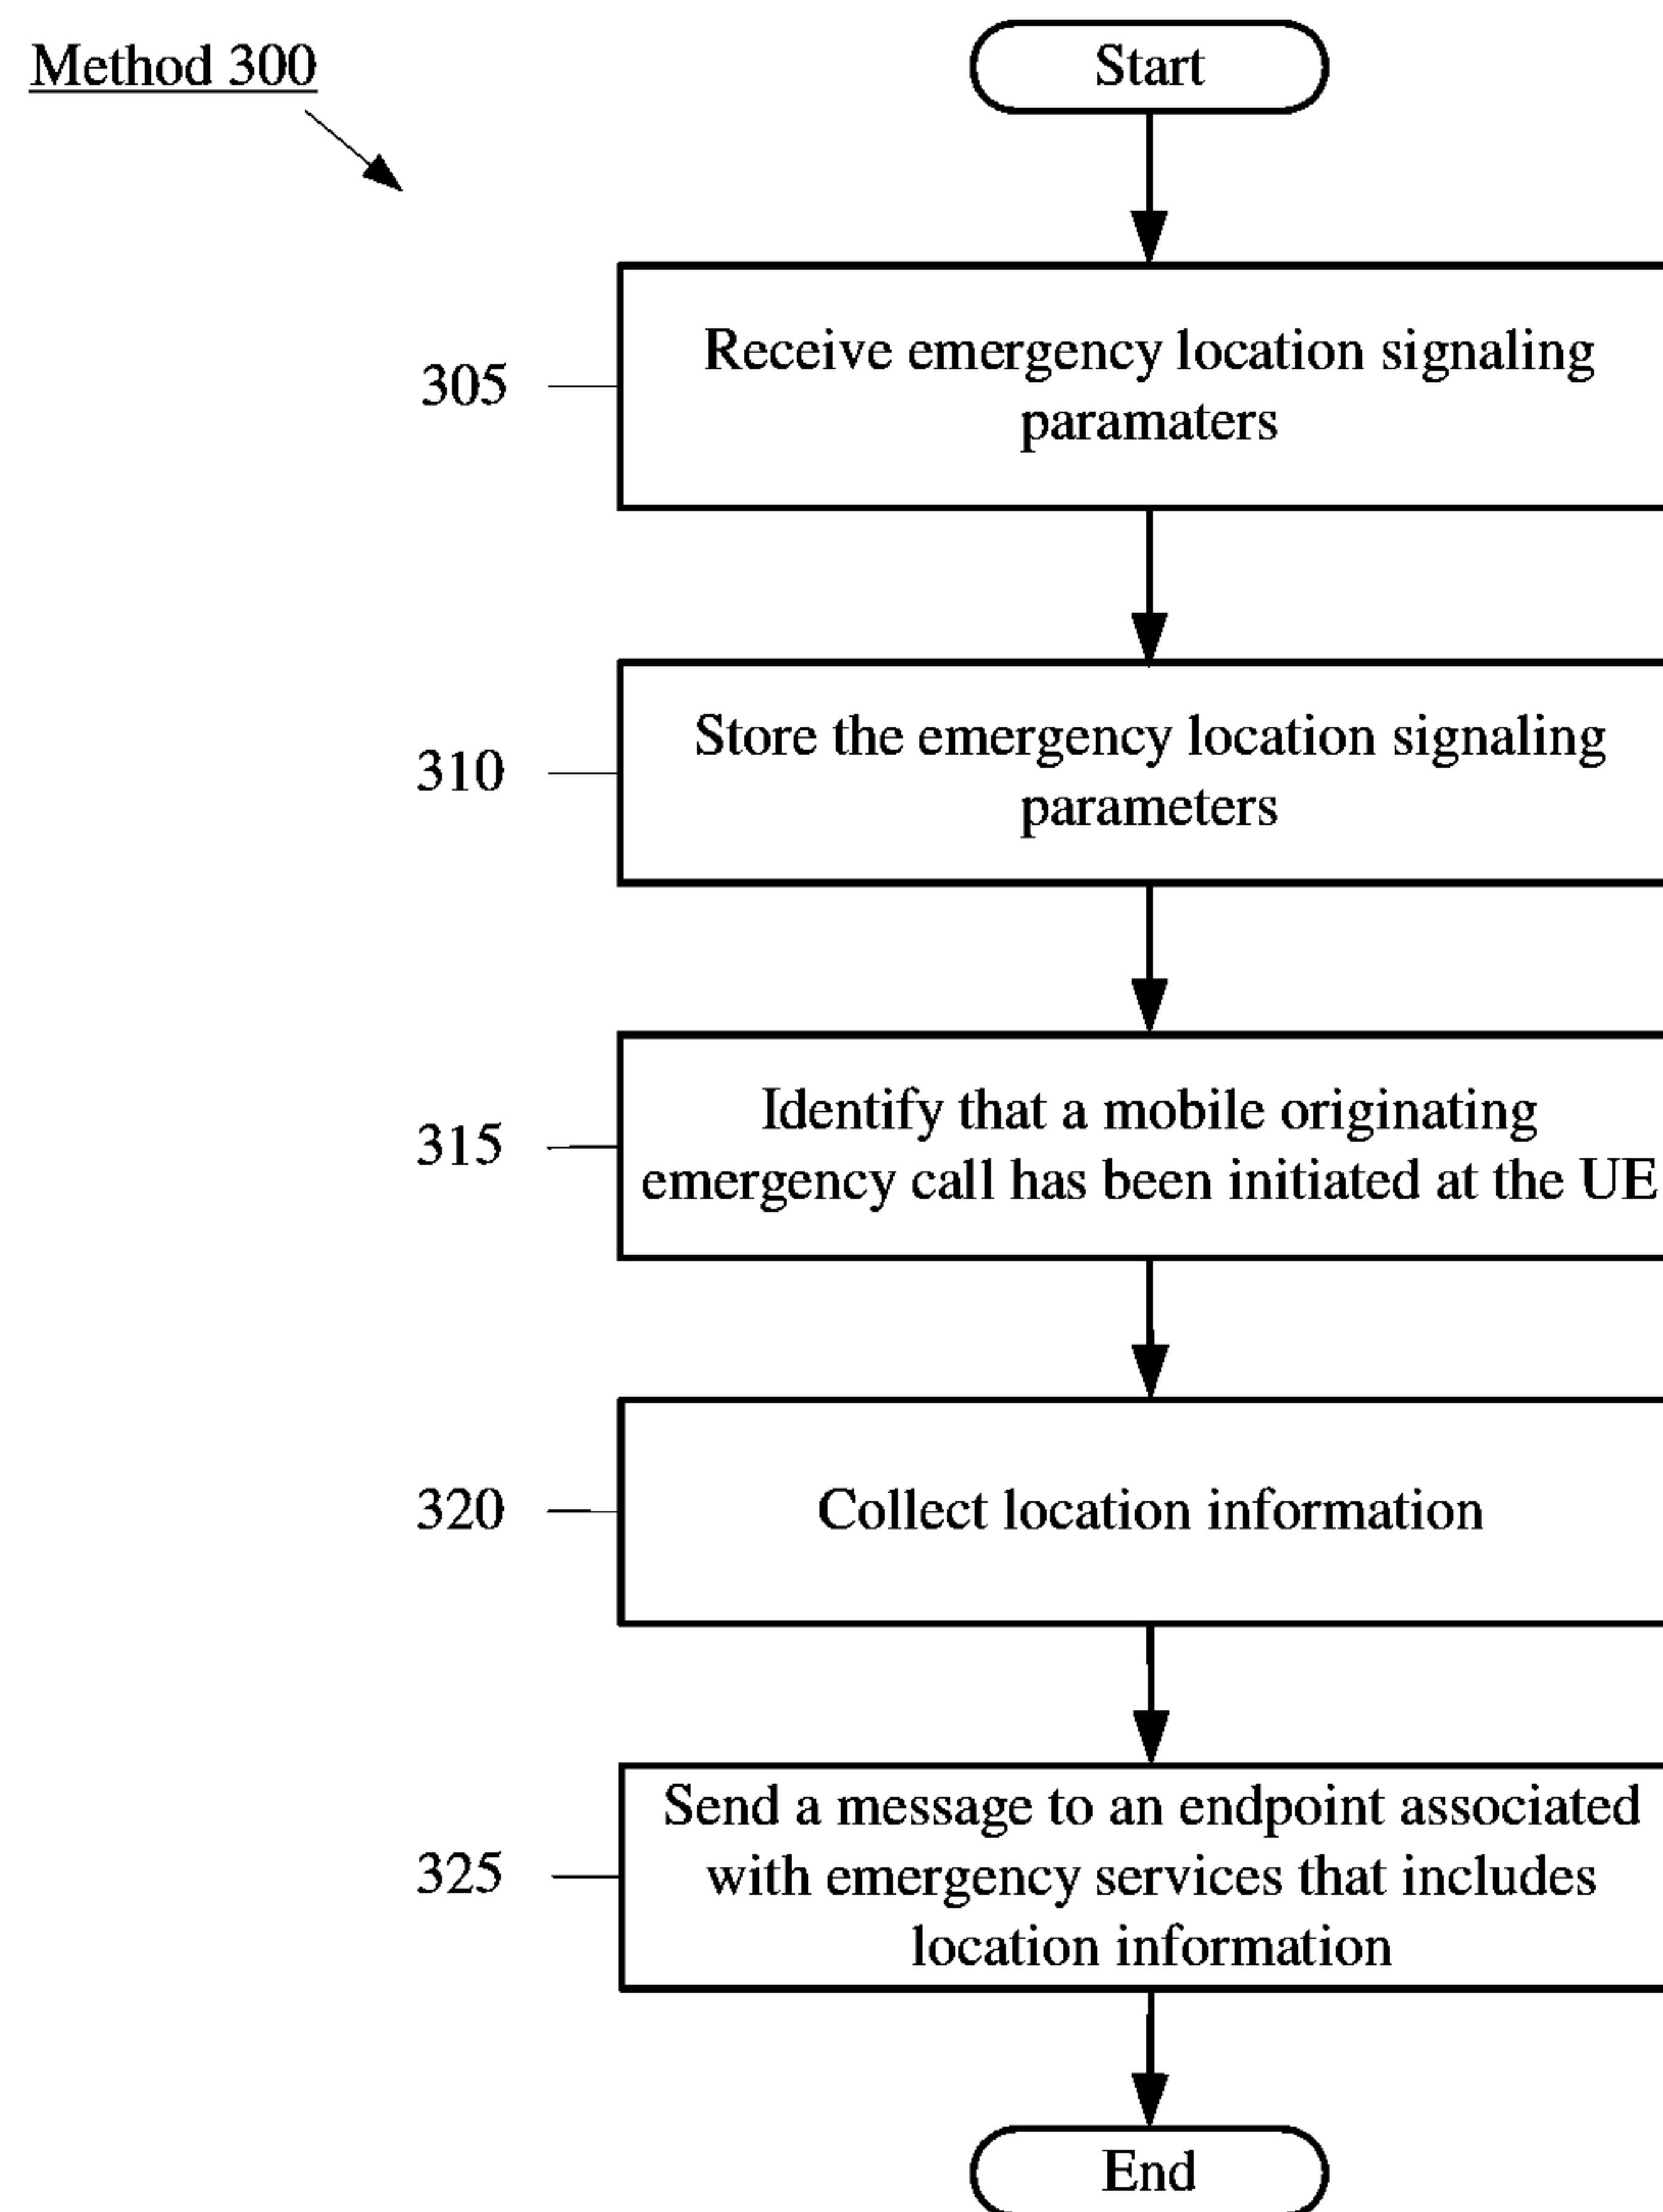 Method 300
Start
305
Receive emergency location signaling
paramaters
310
Store the emergency location signaling
parameters
315
Identify that a mobile originating
emergency call has been initiated at the UE
320
Collect location information
325
Send a message to an endpoint associated
with emergency services that includes
location information
End